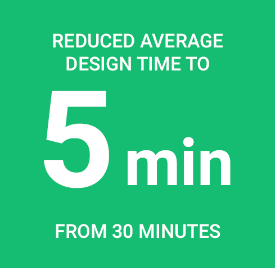 REDUCED AVERAGE
DESIGN TIME TO
5 min
FROM 30 MINUTES